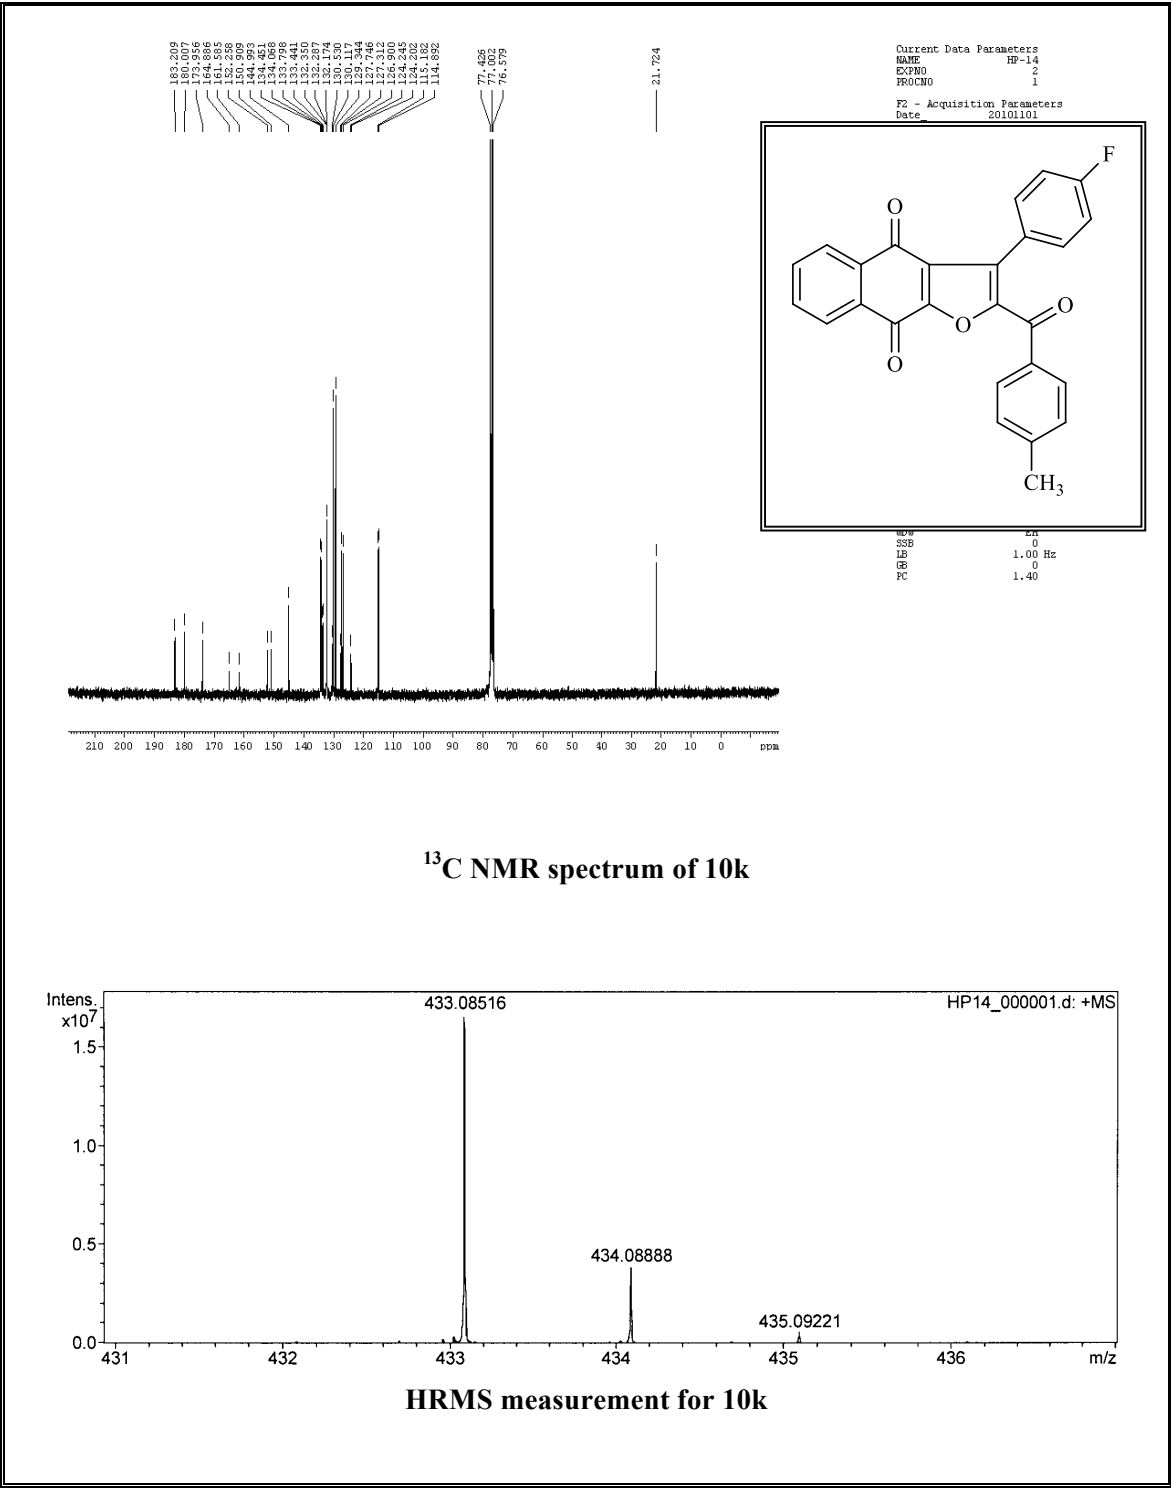 183.209
180.007
173.956
164.886
161.585
152.258
150.909
144.993
134.451
134.068
133.798
133.441
132.350
132.287
132.174
130.530
130.117
129.344
127.746
127.312
126.900
124.245
124.202
115.182
114.892
77.426
77.002
76.579
21.724
Current Data Parameters
NAME HP-14
EXPNO 2
PROCNO 1
F2 - Acquisition Parameters
Date_ 20101101
F
O
O
O
O
CH3
SSB 0
LB 1.00 Hz
GB 0
PC 1.40
210 200 190 180 170 160 150 140 130 120 110 100 90 80 70 60 50 40 30 20 10 0 ppm
13C NMR spectrum of 10k
Intens.
x107
HP14_000001.d: +MS
433.08516
1.5
1.0
0.5
434.08888
435.09221
0.0
431 432 433 434 435 436 m/z
HRMS measurement for 10k